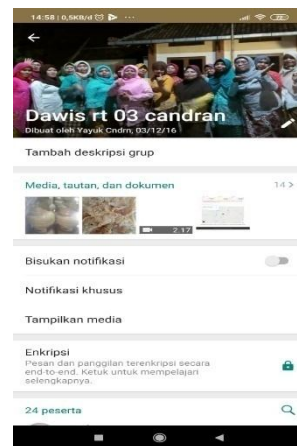 14:58 | 0,5KB/d
Dawis rt 03 candran
Dibuat oleh Yayuk Cndrn, 03/12/16
Tambah deskripsi grup
Media, tautan, dan dokumen 14 >
2.17
Bisukan notifikasi
Notifikasi khusus
Tampilkan media
Enkripsi
Pesan dan panggilan terenkripsi secara
end-to-end. Ketuk untuk mempelajari
selengkapnya.
24 peserta